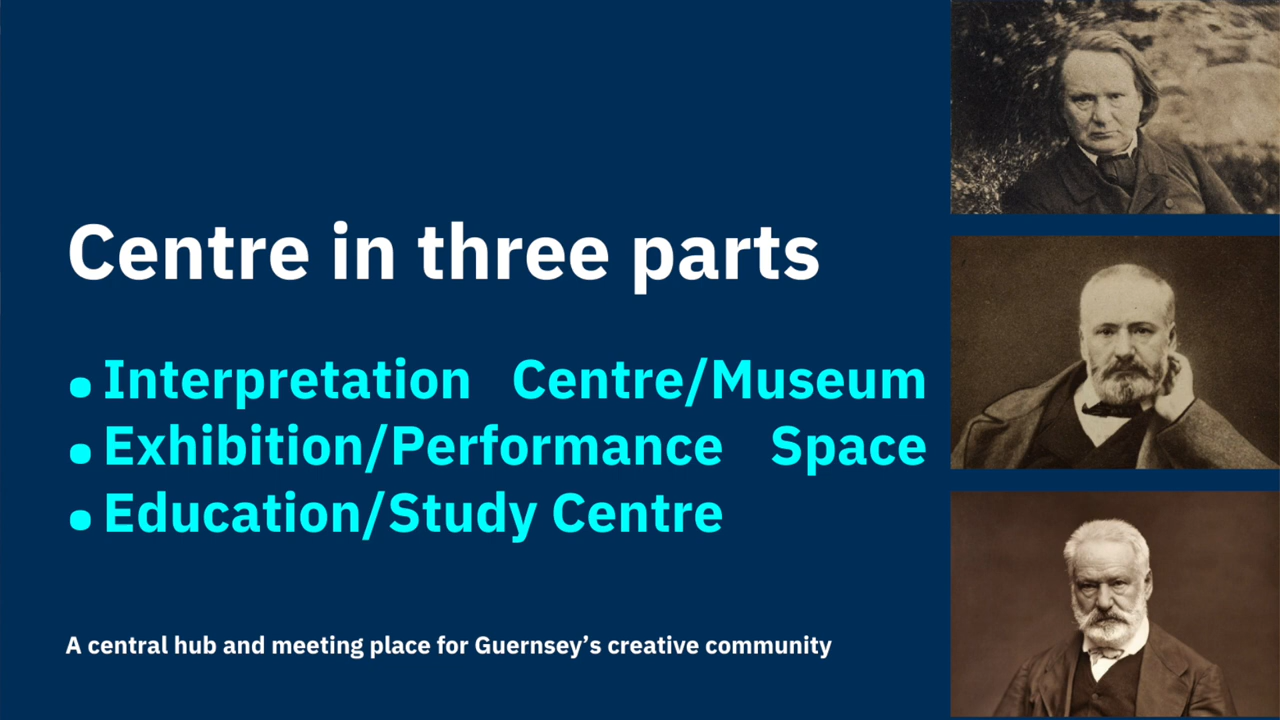 Centre in three parts
• Interpretation Centre/Museum
• Exhibition/Performance Space
• Education/Study Centre
A central hub and meeting place for Guernsey’s creative community